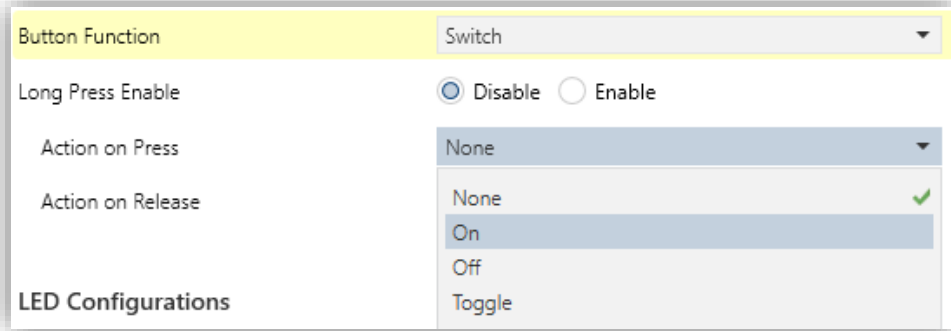 Button Function Switch
Long Press Enable Disable Enable
Action on Press None
Action on Release None
On
Off
LED Configurations Toggle